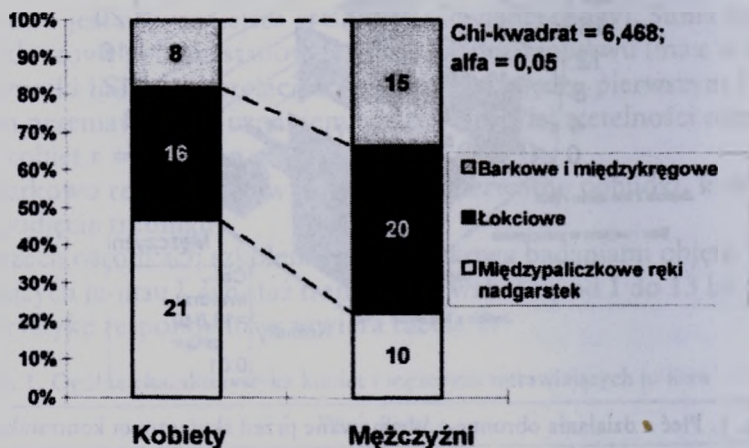 100%
90%
80%
70%
60%
50%
40%
30%
20%
10%
0%
8
16
21
15
20
10
Kobiety
Mężczyźni
Chi-kwadrat = 6,468;
alfa = 0,05
Barkowe i międzykręgowe
Łokciowe
Międzypaliczkowe ręki
nadgarstek